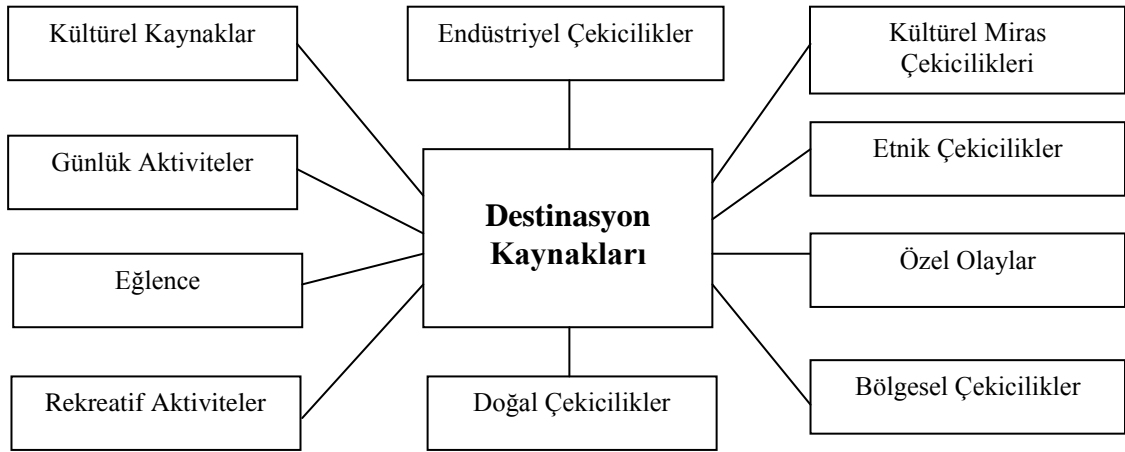 Kültürel Kaynaklar
Endüstriyel Çekicilikler
Kültürel Miras
Çekicilikleri
Günlük Aktiviteler
Etnik Çekicilikler
Destinasyon
Kaynakları
Eğlence
Özel Olaylar
Rekreatif Aktiviteler
Doğal Çekicilikler
Bölgesel Çekicilikler